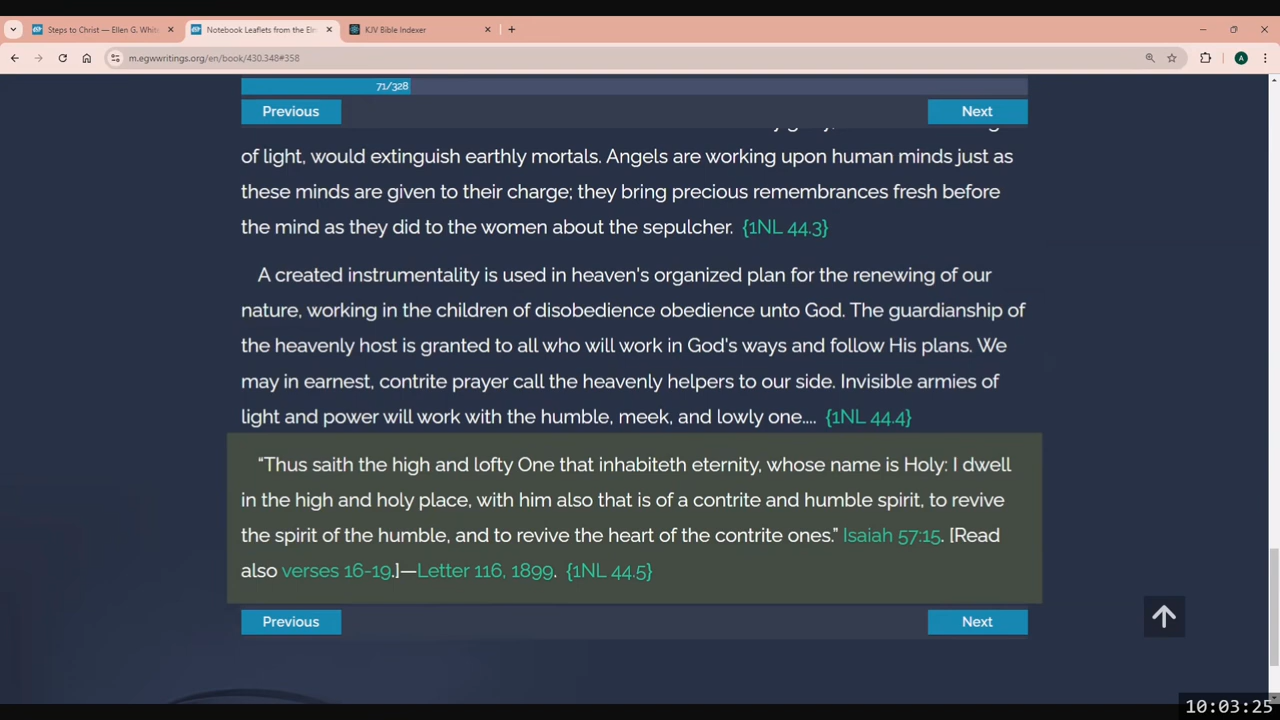 Steps to Christ — Ellen G. Whit
Notebook Leaflets from the Elm
KJV Bible Indexer
m.egwwritings.org/en/book/430.348#358
A
71/328
Previous
Next
of light, would extinguish earthly mortals. Angels are working upon human minds just as
these minds are given to their charge; they bring precious remembrances fresh before
the mind as they did to the women about the sepulcher. {1NL 44.3}
A created instrumentality is used in heaven's organized plan for the renewing of our
nature, working in the children of disobedience obedience unto God. The guardianship of
the heavenly host is granted to all who will work in God's ways and follow His plans. We
may in earnest, contrite prayer call the heavenly helpers to our side. Invisible armies of
light and power will work with the humble, meek, and lowly one.... {1NL 44.4}
“Thus saith the high and lofty One that inhabiteth eternity, whose name is Holy: I dwell
in the high and holy place, with him also that is of a contrite and humble spirit, to revive
the spirit of the humble, and to revive the heart of the contrite ones.” Isaiah 57:15. [Read
also verses 16-19.]—Letter 116, 1899. {1NL 44.5}
Previous
Next
10:03:25